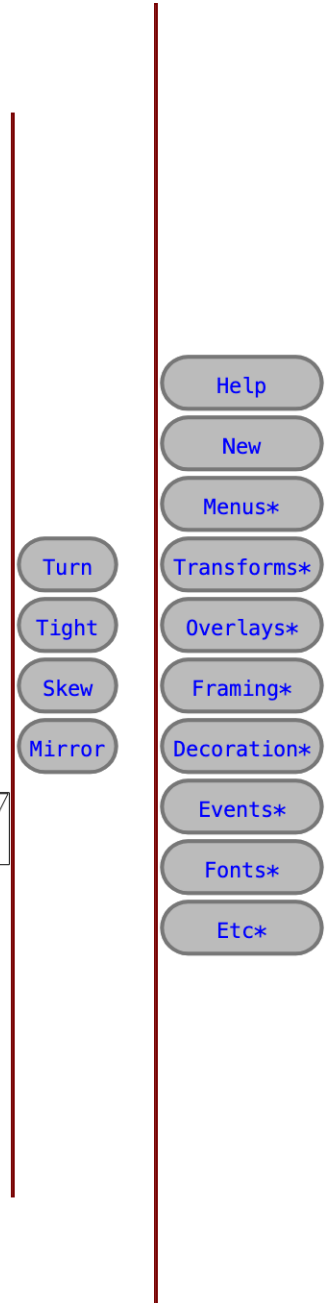 Turn
Tight
Skew
Mirror
Help
New
Menus*
Transforms*
Overlays*
Framing*
Decoration*
Events*
Fonts*
Etc*